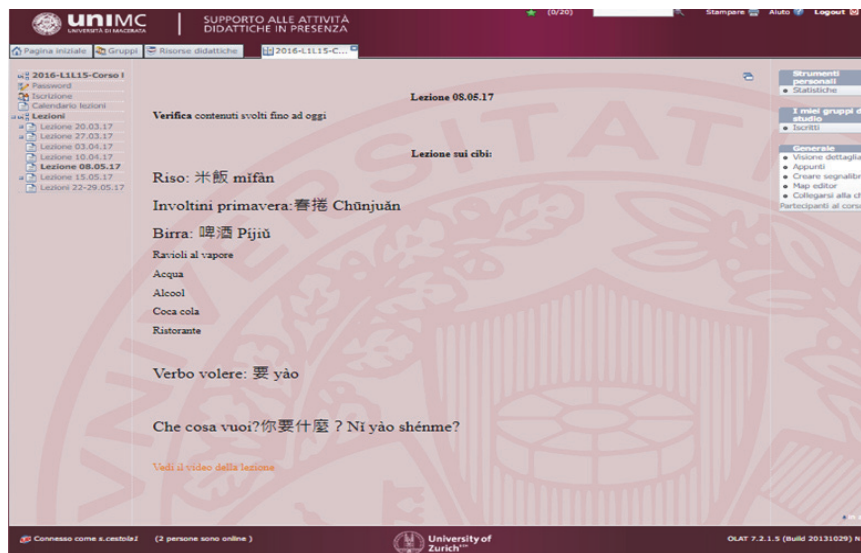 uniMC
UNIVERSITÀ DI MACERATA
SUPPORTO ALLE ATTIVITÀ
DIDATTICHE IN PRESENZA
(0/20)
Stampare
Aiuto
Logout
Pagina iniziale
Gruppi
Risorse didattiche
2016-L1L15-C...
2016-L1L15-Corso I
Password
Iscrizione
Calendario lezioni
Lezioni
Lezione 20.03.17
Lezione 27.03.17
Lezione 03.04.17
Lezione 10.04.17
Lezione 08.05.17
Lezione 15.05.17
Lezioni 22-29.05.17
Lezione 08.05.17
Verifica contenuti svolti fino ad oggi
Lezione sui cibi:
Riso: 米飯 mǐfàn
Involtini primavera:春捲 Chūnjuǎn
Birra: 啤酒 Píjiǔ
Ravioli al vapore
Acqua
Alcool
Coca cola
Ristorante
Verbo volere: 要 yào
Che cosa vuoi?你要什麼？Nǐ yào shénme?
Vedi il video della lezione
Strumenti
personali
Statistiche
I miei gruppi d
studio
Iscritti
Generale
Visione dettaglia
Appunti
Creare segnalibr
Map editor
Collegarsi alla ch
Partecipanti al corso
Connesso come s.cestola1
(2 persone sono online )
University of
Zurich
OLAT 7.2.1.5 (Build 20131029) N